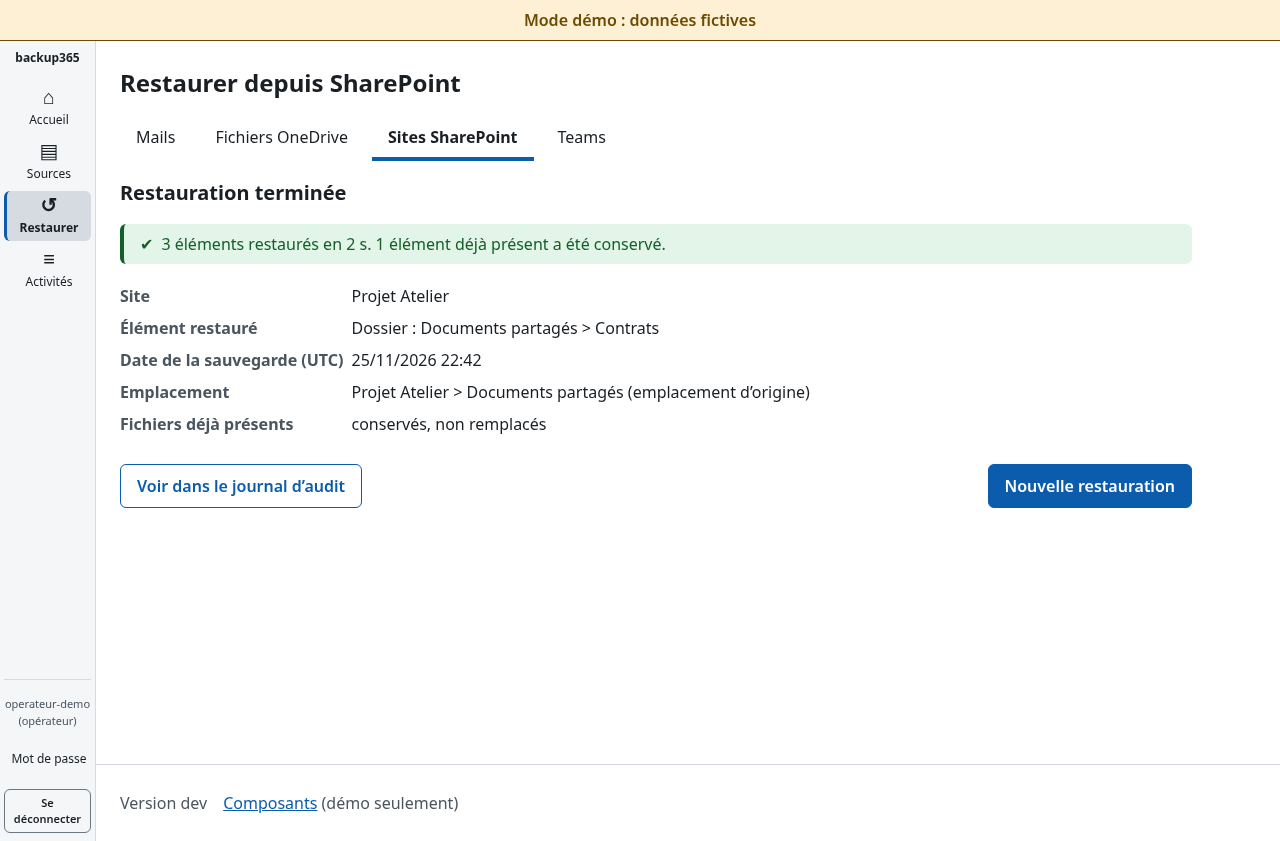 Mode démo : données fictives
backup365
Accueil
Sources
Restaurer
Activités
operateur-demo
(opérateur)
Mot de passe
Se
déconnecter
Restaurer depuis SharePoint
Mails Fichiers OneDrive Sites SharePoint Teams
Restauration terminée
✔ 3 éléments restaurés en 2 s. 1 élément déjà présent a été conservé.
Site Projet Atelier
Élément restauré Dossier : Documents partagés > Contrats
Date de la sauvegarde (UTC) 25/11/2026 22:42
Emplacement Projet Atelier > Documents partagés (emplacement d’origine)
Fichiers déjà présents conservés, non remplacés
Voir dans le journal d’audit Nouvelle restauration
Version dev Composants (démo seulement)